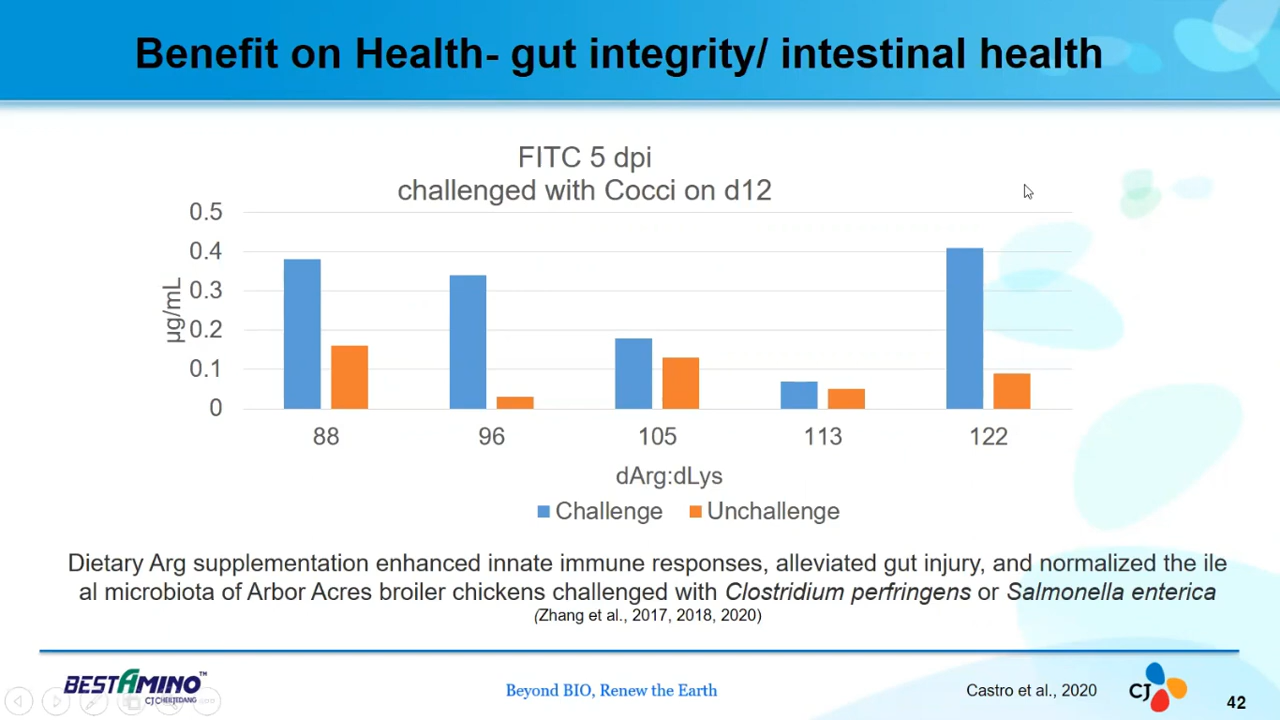 Benefit on Health- gut integrity/ intestinal health
FITC 5 dpi
challenged with Cocci on d12
µg/mL
0.5
0.4
0.3
0.2
0.1
0
88 96 105 113 122
dArg:dLys
Challenge Unchallenge
Dietary Arg supplementation enhanced innate immune responses, alleviated gut injury, and normalized the ile
al microbiota of Arbor Acres broiler chickens challenged with Clostridium perfringens or Salmonella enterica
(Zhang et al., 2017, 2018, 2020)
BESTAMINO™
CJ CHEILJEDANG
Beyond BIO, Renew the Earth
Castro et al., 2020
CJ
42